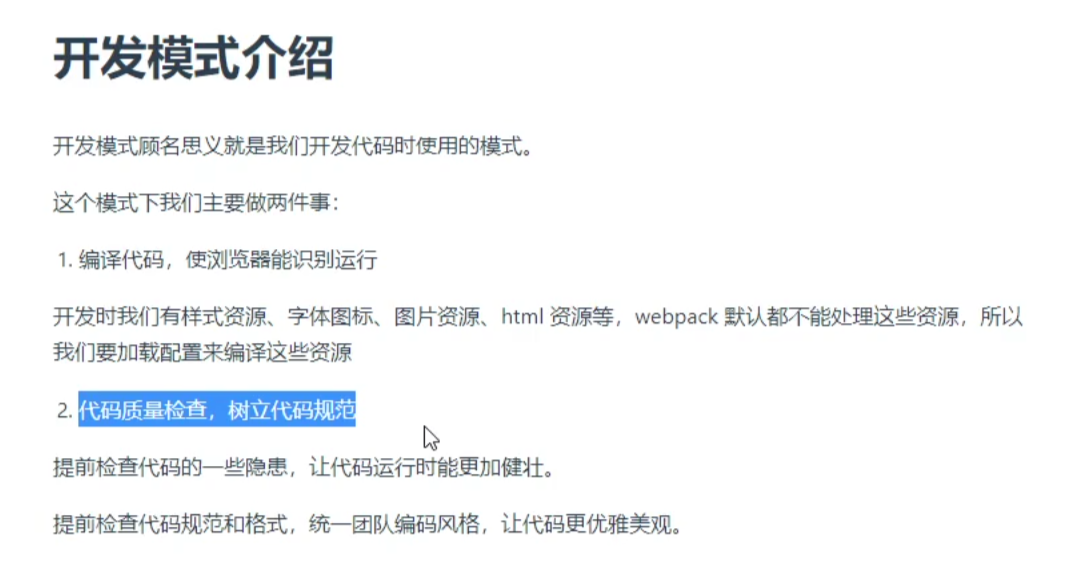 开发模式介绍
开发模式顾名思义就是我们开发代码时使用的模式。
这个模式下我们主要做两件事：
1. 编译代码，使浏览器能识别运行
开发时我们有样式资源、字体图标、图片资源、html 资源等，webpack 默认都不能处理这些资源，所以
我们要加载配置来编译这些资源
2. 代码质量检查，树立代码规范
提前检查代码的一些隐患，让代码运行时能更加健壮。
提前检查代码规范和格式，统一团队编码风格，让代码更优雅美观。